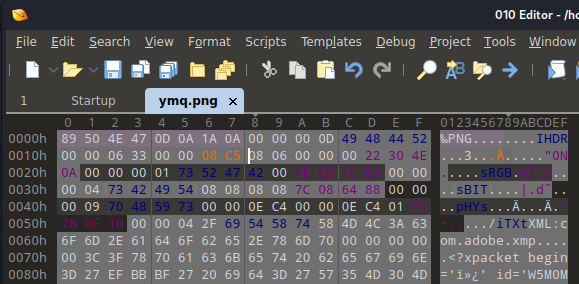 010 Editor - /ho
File Edit Search View Format Scripts Templates Debug Project Tools Window
1 Startup ymq.png ×
0 1 2 3 4 5 6 7 8 9 A B C D E F 0123456789ABCDEF
0000h 89 50 4E 47 0D 0A 1A 0A 00 00 00 0D 49 48 44 52 ‰PNG........IHDR
0010h 00 00 06 33 00 00 08 C5 08 06 00 00 00 22 30 4E ...3...Å....."0N
0020h 0A 00 00 00 01 73 52 47 42 00 AE CE 1C E9 00 00 .....sRGB.
0030h 00 04 73 42 49 54 08 08 08 08 7C 08 64 88 00 00 ..sBIT....|.dˆ..
0040h 00 09 70 48 59 73 00 00 0E C4 00 00 0E C4 01 ..pHYs...Ä...Ä.
0050h 2B 0E 1B 00 00 04 2F 69 54 58 74 58 4D 4C 3A 63 +...../iTXtXML:c
0060h 6F 6D 2E 61 64 6F 62 65 2E 78 6D 70 00 00 00 00 om.adobe.xmp....
0070h 00 3C 3F 78 70 61 63 6B 65 74 20 62 65 67 69 6E .<?xpacket begin
0080h 3D 27 EF BB BF 27 20 69 64 3D 27 57 35 4D 30 4D ='ï»¿' id='W5M0M